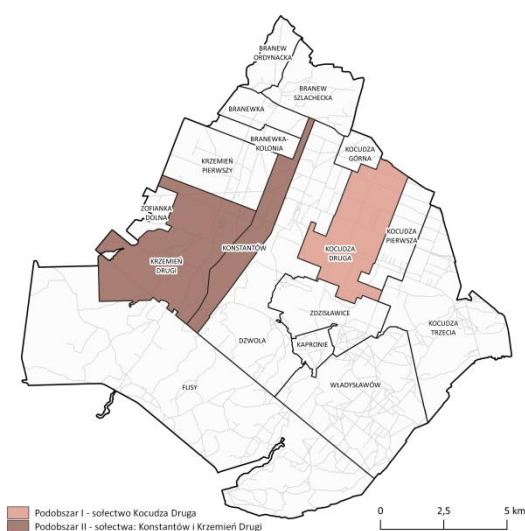 BRANEW
ORDYNACKA
BRANEW
SZLACHECKA
BRANEWKA
BRANEWKA-
KOLONIA
KOCUDZA
GÓRNA
KRZEMIEŃ
PIERWSZY
ZOFIANKA
DOLNA
KOCUDZA
PIERWSZA
KONSTANTÓW
KOCUDZA
DRUGA
KRZEMIEŃ
DRUGI
ZDZISŁAWICE
KOCUDZA
TRZECIA
DZWOLA
KAPRONIE
FLISY
WŁADYSŁAWÓW
Podobszar I - sołectwo Kocudza Druga
Podobszar II - sołectwa: Konstantów i Krzemień Drugi
0 2,5 5 km